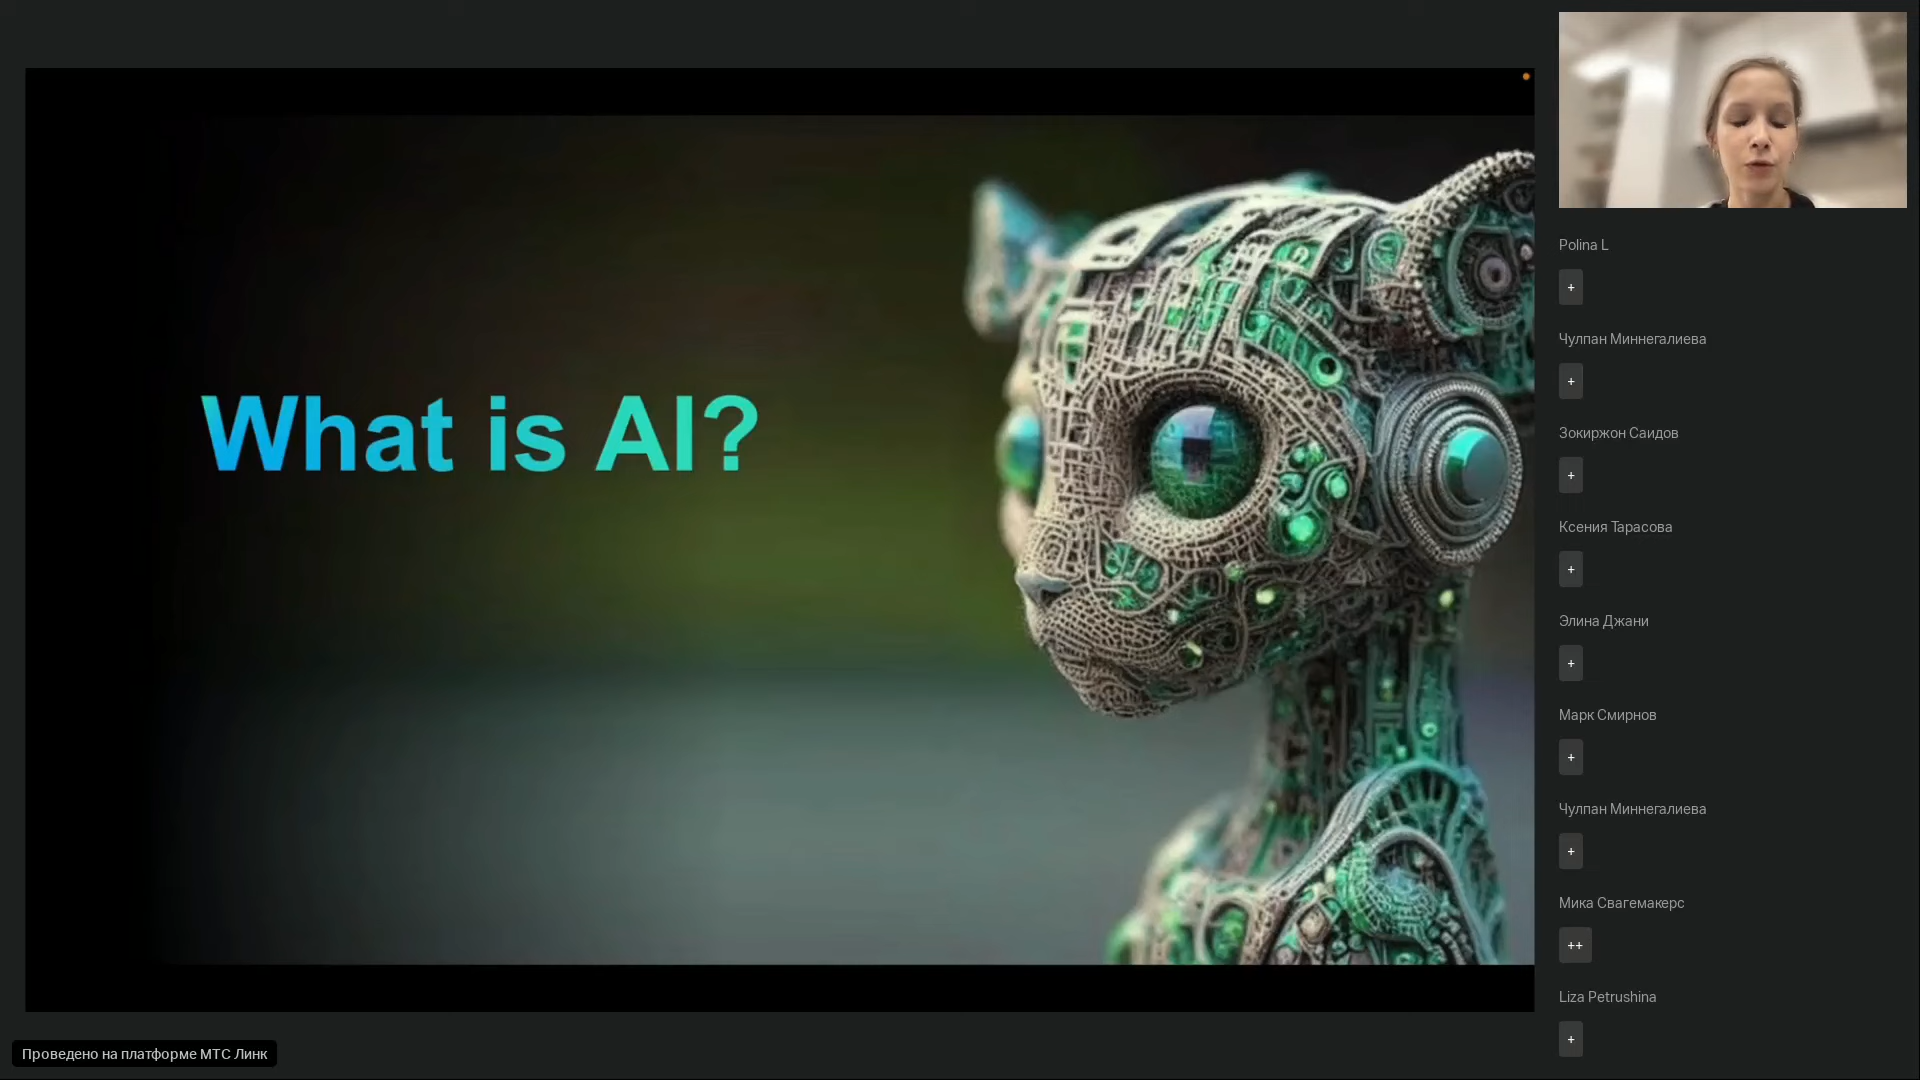 What is AI?
Polina L
+
Чулпан Миннегалиева
+
Зокиржон Саидов
+
Ксения Тарасова
+
Элина Джани
+
Марк Смирнов
+
Чулпан Миннегалиева
+
Мика Свагемакерс
++
Liza Petrushina
+
Проведено на платформе МТС Линк